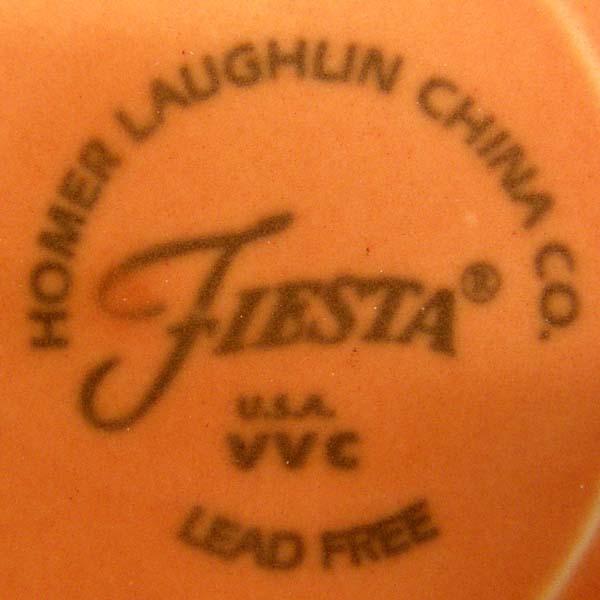 HOMER LAUGHLIN CHINA CO.
FIESTA®
U.S.A.
VVC
LEAD FREE